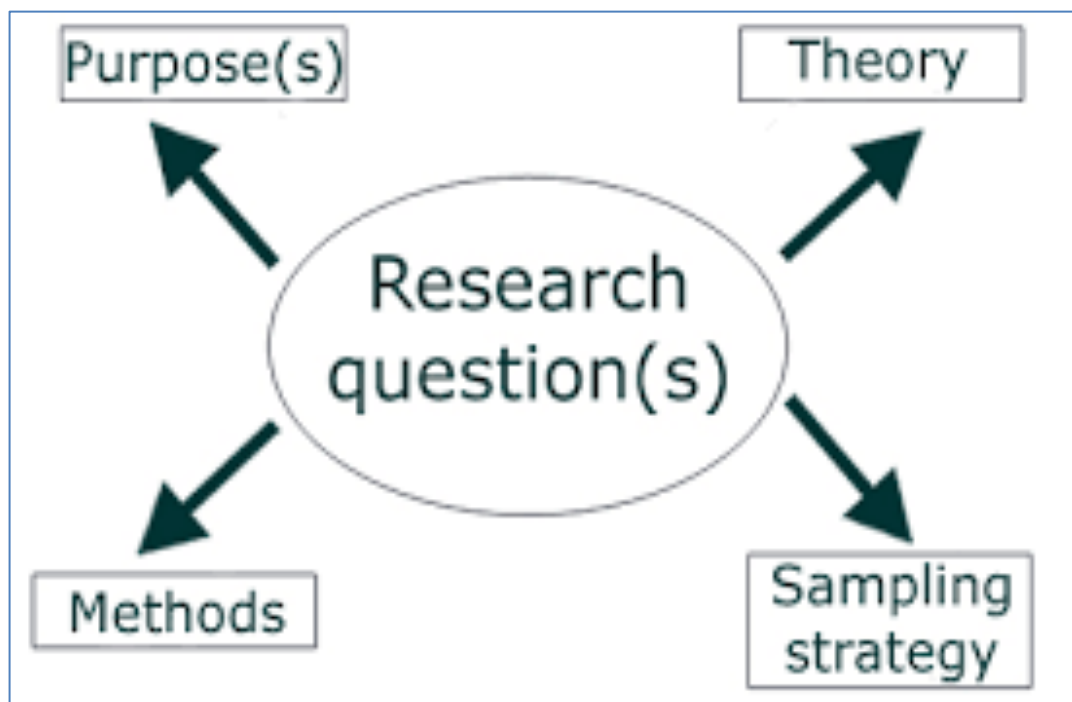 Purpose(s)
Theory
Research
question(s)
Methods
Sampling
strategy